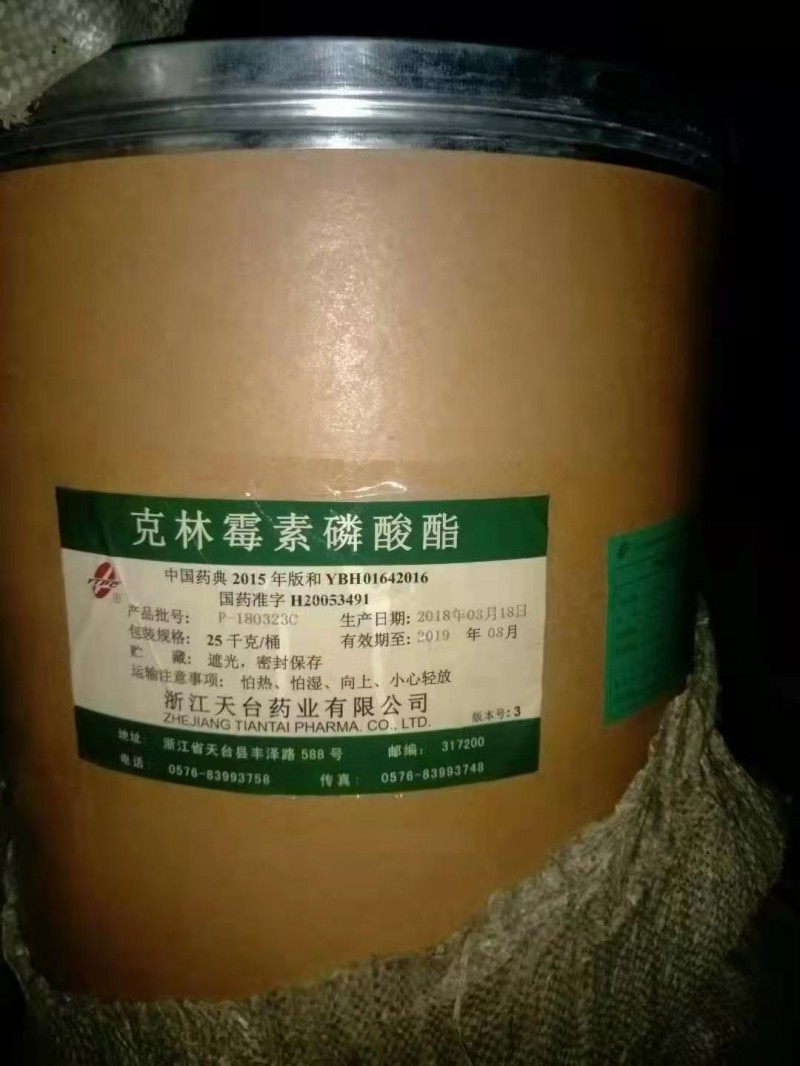 克林霉素磷酸酯
中国药典 2015 年版和 YBH01642016
国药准字 H20053491
产品批号: P-180323C 生产日期: 2018年03月18日
包装规格: 25 千克/桶 有效期至: 2019 年 08月
贮 藏: 遮光，密封保存
运输注意事项: 怕热、怕湿、向上、小心轻放
浙江天台药业有限公司
ZHEJIANG TIANTAI PHARMA. CO., LTD.
版本号: 3
地址: 浙江省天台县丰泽路 588 号 邮编: 317200
电话: 0576-83993758 传真: 0576-83993748
TTPC
®